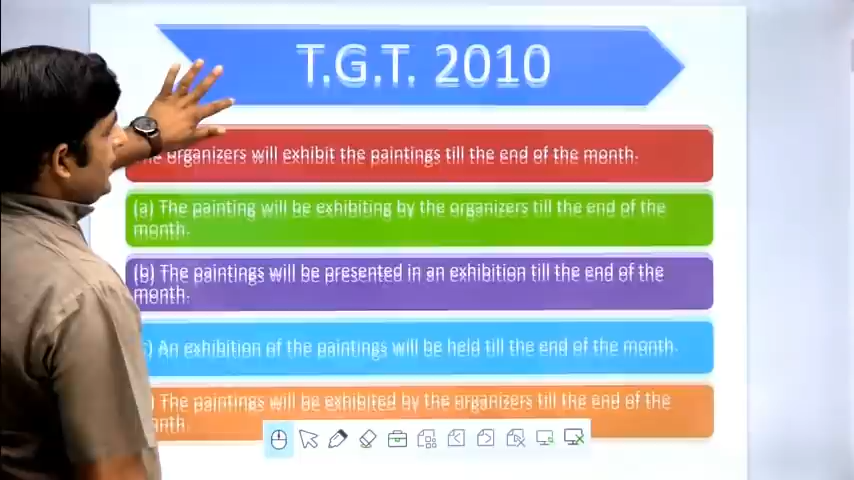 T.G.T. 2010
organizers will exhibit the paintings till the end of the month.
(a) The painting will be exhibiting by the organizers till the end of the
month.
(b) The paintings will be presented in an exhibition till the end of the
month.
An exhibition of the paintings will be held till the end of the month.
The paintings will be exhibited by the organizers till the end of the